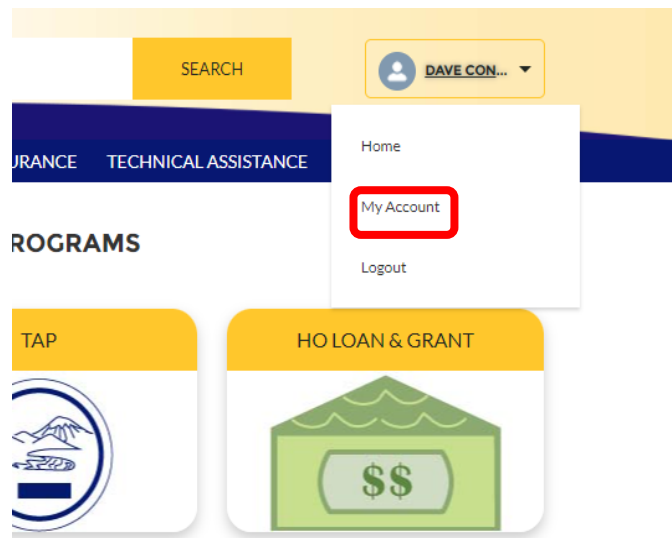 SEARCH
DAVE CON...
Home
URANCE TECHNICAL ASSISTANCE
My Account
ROGRAMS
Logout
TAP
HO LOAN & GRANT
$$